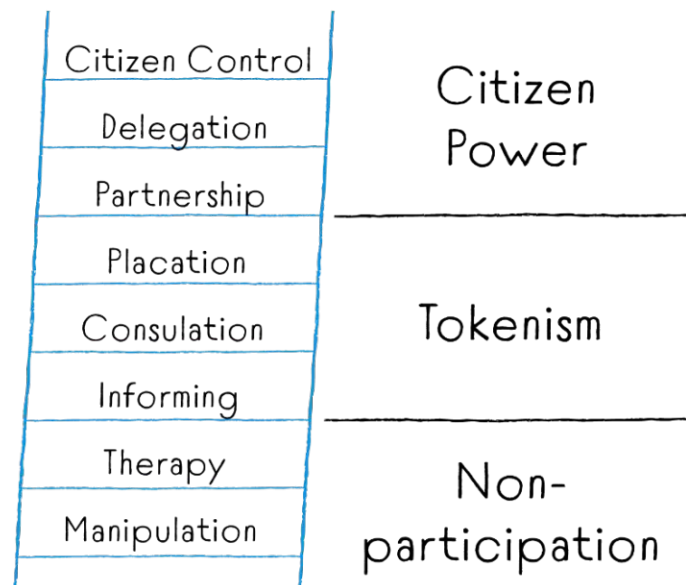 Citizen Control
Delegation
Partnership
Placation
Consulation
Informing
Therapy
Manipulation
Citizen
Power
Tokenism
Non-
participation